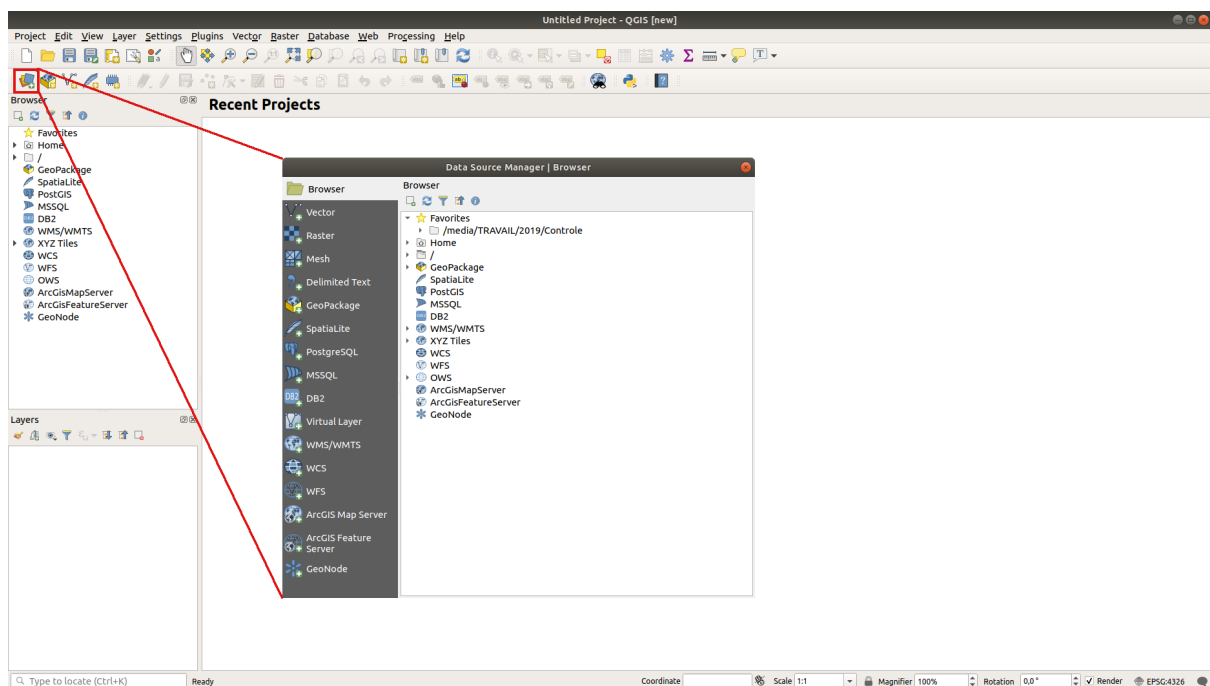 Untitled Project - QGIS [new]
Project Edit View Layer Settings Plugins Vector Raster Database Web Processing Help
Browser
Recent Projects
Favorites
Home
/
GeoPackage
SpatiaLite
PostGIS
MSSQL
DB2
WMS/WMTS
XYZ Tiles
WCS
WFS
OWS
ArcGisMapServer
ArcGisFeatureServer
GeoNode
Layers
Data Source Manager | Browser
Browser
Vector
Raster
Mesh
Delimited Text
GeoPackage
SpatiaLite
PostgreSQL
MSSQL
DB2
DB2
Virtual Layer
WMS/WMTS
WCS
WFS
ArcGIS Map Server
ArcGIS Feature
Server
GeoNode
Browser
Favorites
/media/TRAVAIL/2019/Controle
Home
/
GeoPackage
SpatiaLite
PostGIS
MSSQL
DB2
WMS/WMTS
XYZ Tiles
WCS
WFS
OWS
ArcGisMapServer
ArcGisFeatureServer
GeoNode
Type to locate (Ctrl+K) Ready Coordinate Scale 1:1 Magnifier 100% Rotation 0,0 ° Render EPSG:4326